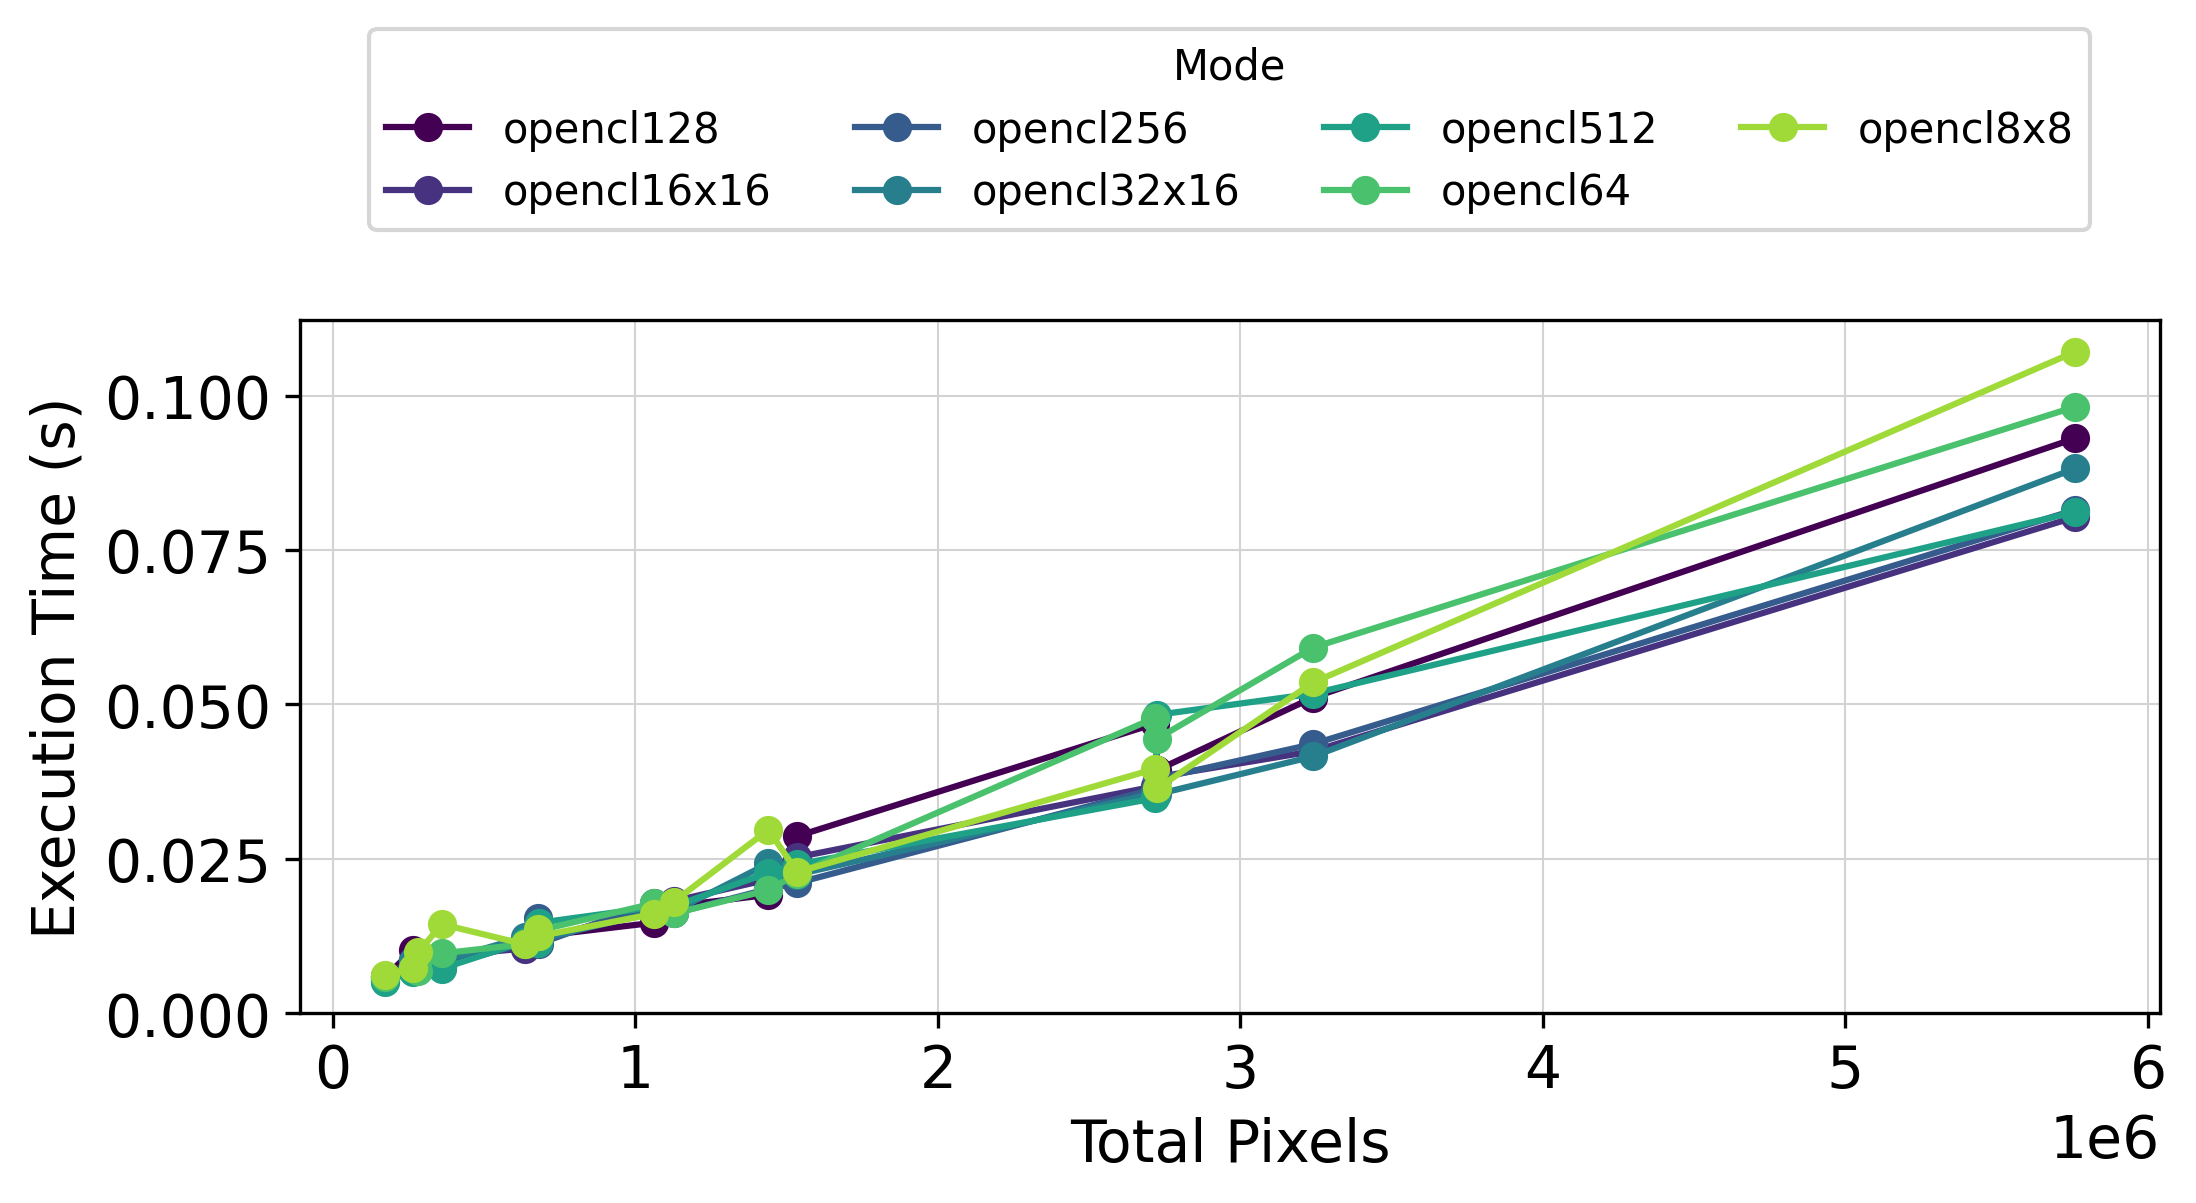 Mode
opencl128 opencl256 opencl512 opencl8x8
opencl16x16 opencl32x16 opencl64
0.100
0.075
0.050
0.025
0.000
Execution Time (s)
0 1 2 3 4 5 6
1e6
Total Pixels